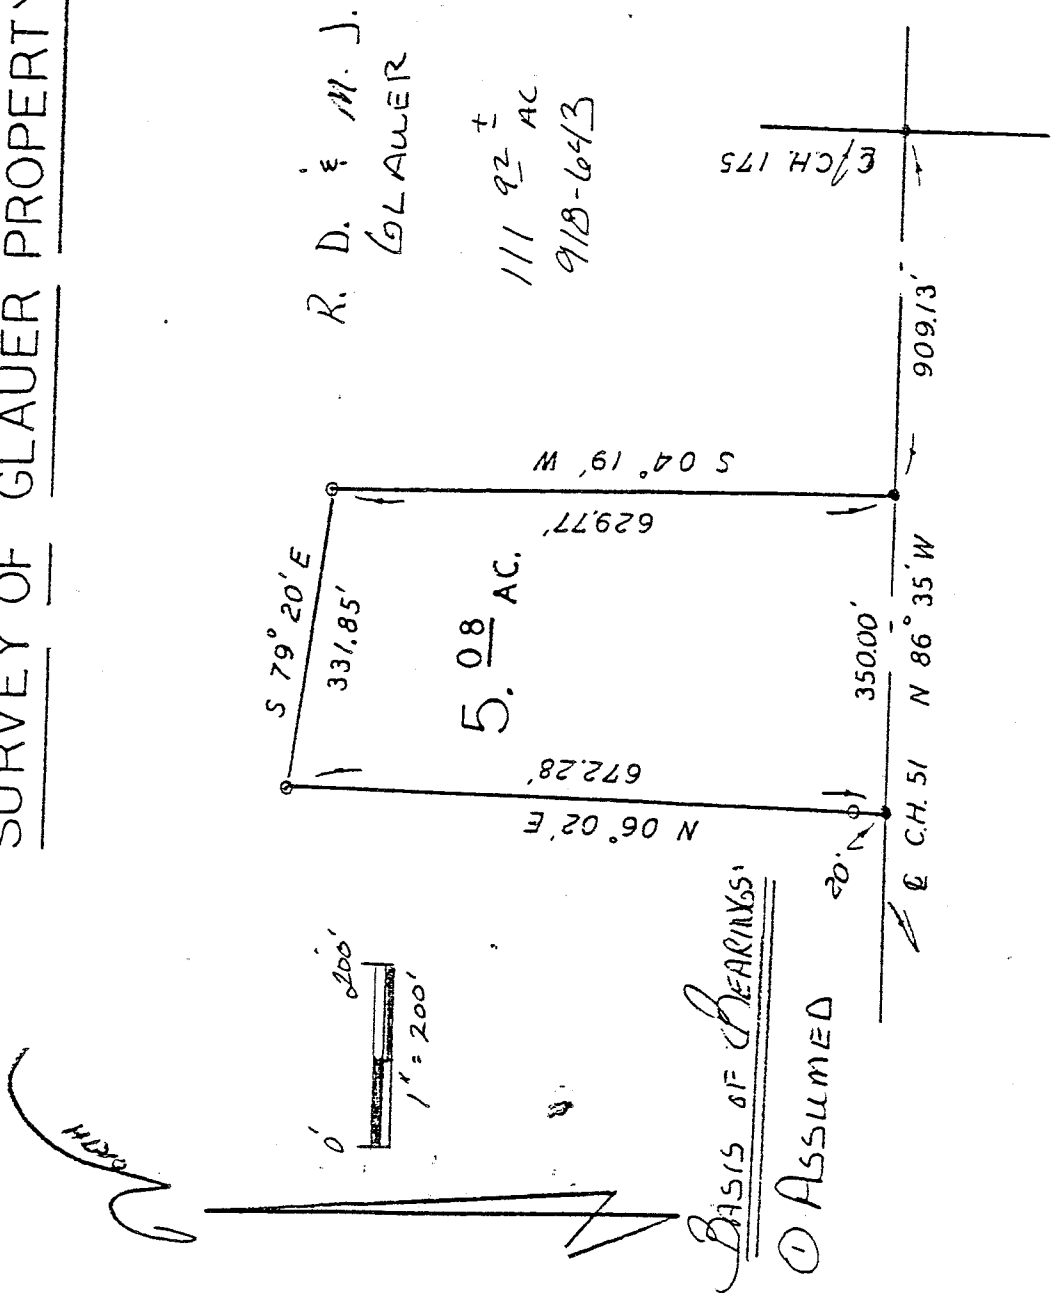 SURVEY OF GLAUER PROPERTY
R. D. & M. J.
GLAUER
111 92 ± AC
918-643
S 79° 20' E
331.85'
S 04° 19' W
629.77'
5. 08 AC.
672.28'
N 06° 02' E
350.00'
909.13'
℄ C.H. 175
℄ C.H. 51 N 86° 35' W
20'
0' 200'
1" = 200'
NORTH
BASIS OF BEARINGS:
① ASSUMED